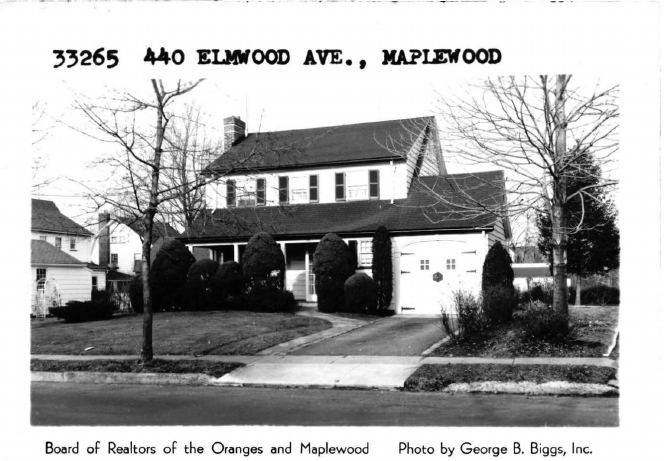 33265 440 ELMWOOD AVE., MAPLEWOOD
Board of Realtors of the Oranges and Maplewood Photo by George B. Biggs, Inc.